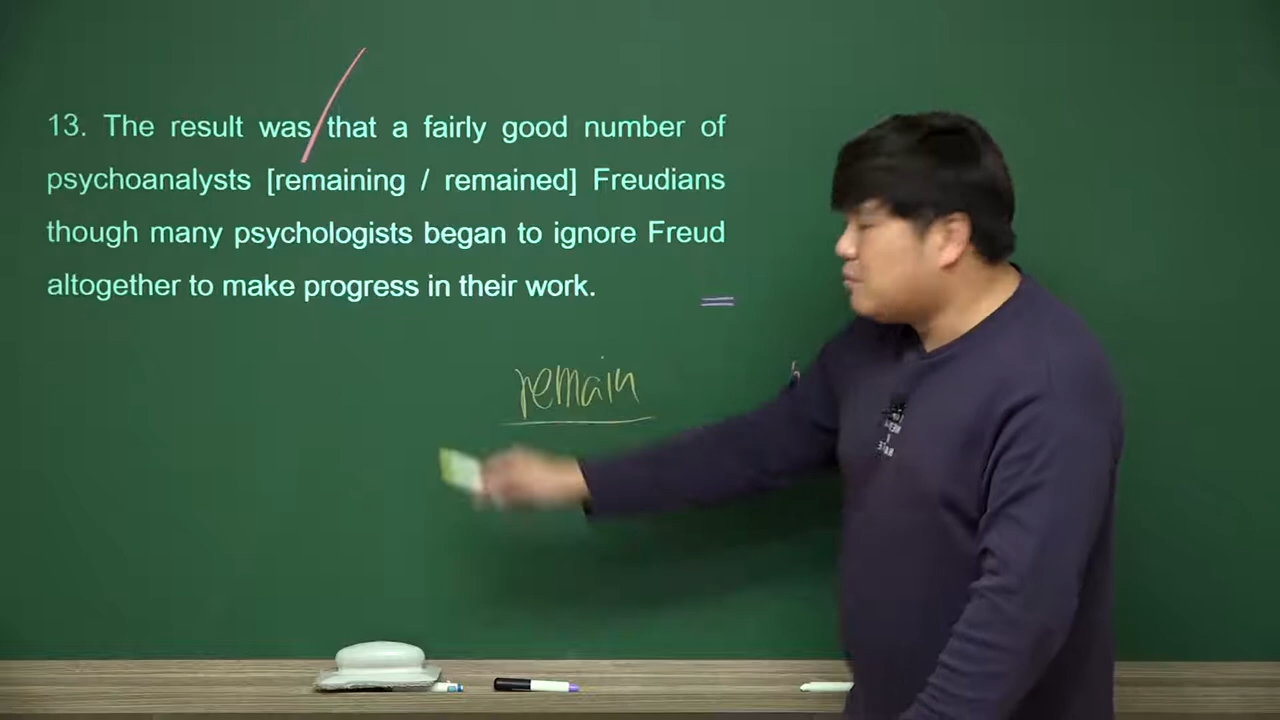 13. The result was that a fairly good number of
psychoanalysts [remaining / remained] Freudians
though many psychologists began to ignore Freud
altogether to make progress in their work.
remain